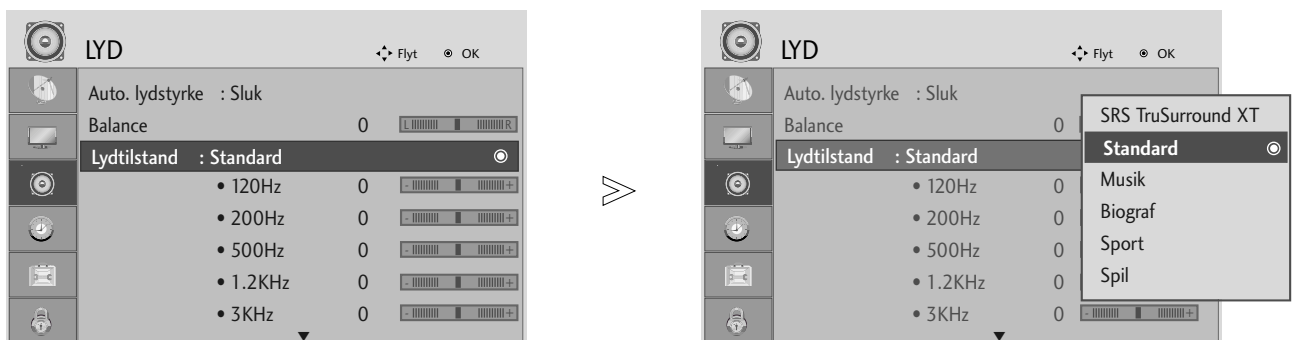 LYD
Flyt OK
Auto. lydstyrke : Sluk
Balance 0 L R
Lydtilstand : Standard
• 120Hz 0 - +
• 200Hz 0 - +
• 500Hz 0 - +
• 1.2KHz 0 - +
• 3KHz 0 - +
LYD
Flyt OK
Auto. lydstyrke : Sluk
Balance 0
Lydtilstand : Standard
• 120Hz 0
• 200Hz 0
• 500Hz 0
• 1.2KHz 0
• 3KHz 0 - +
SRS TruSurround XT
Standard
Musik
Biograf
Sport
Spil